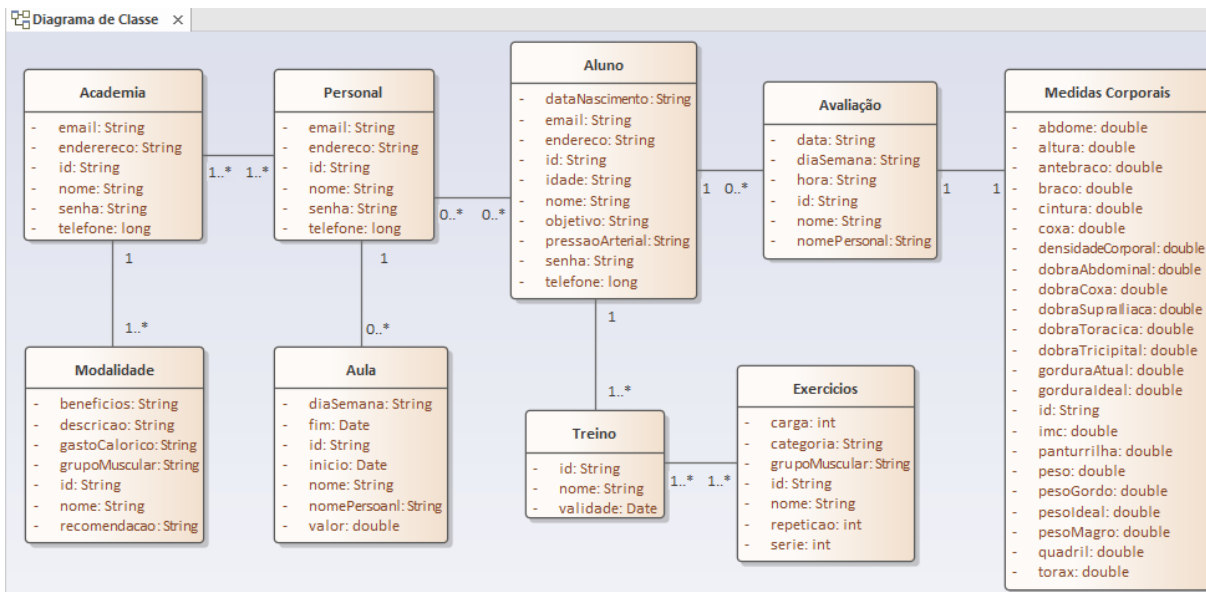 Diagrama de Classe ×
Academia
- email: String
- enderereco: String
- id: String
- nome: String
- senha: String
- telefone: long
1..* 1..*
Personal
- email: String
- endereco: String
- id: String
- nome: String
- senha: String
- telefone: long
0..* 0..*
Aluno
- dataNascimento: String
- email: String
- endereco: String
- id: String
- idade: String
- nome: String
- objetivo: String
- pressaoArterial: String
- senha: String
- telefone: long
1 0..*
Avaliação
- data: String
- diaSemana: String
- hora: String
- id: String
- nome: String
- nomePersonal: String
1 1
Medidas Corporais
- abdome: double
- altura: double
- antebraco: double
- braco: double
- cintura: double
- coxa: double
- densidadeCorporal: double
- dobraAbdominal: double
- dobraCoxa: double
- dobraSupraIliaca: double
- dobraToracica: double
- dobraTricipital: double
- gorduraAtual: double
- gorduraIdeal: double
- id: String
- imc: double
- panturrilha: double
- peso: double
- pesoGordo: double
- pesoIdeal: double
- pesoMagro: double
- quadril: double
- torax: double
1
1..*
Modalidade
- beneficios: String
- descricao: String
- gastoCalorico: String
- grupoMuscular: String
- id: String
- nome: String
- recomendacao: String
1
0..*
Aula
- diaSemana: String
- fim: Date
- id: String
- inicio: Date
- nome: String
- nomePersoanl: String
- valor: double
1
1..*
Treino
- id: String
- nome: String
- validade: Date
1..* 1..*
Exercicios
- carga: int
- categoria: String
- grupoMuscular: String
- id: String
- nome: String
- repeticao: int
- serie: int